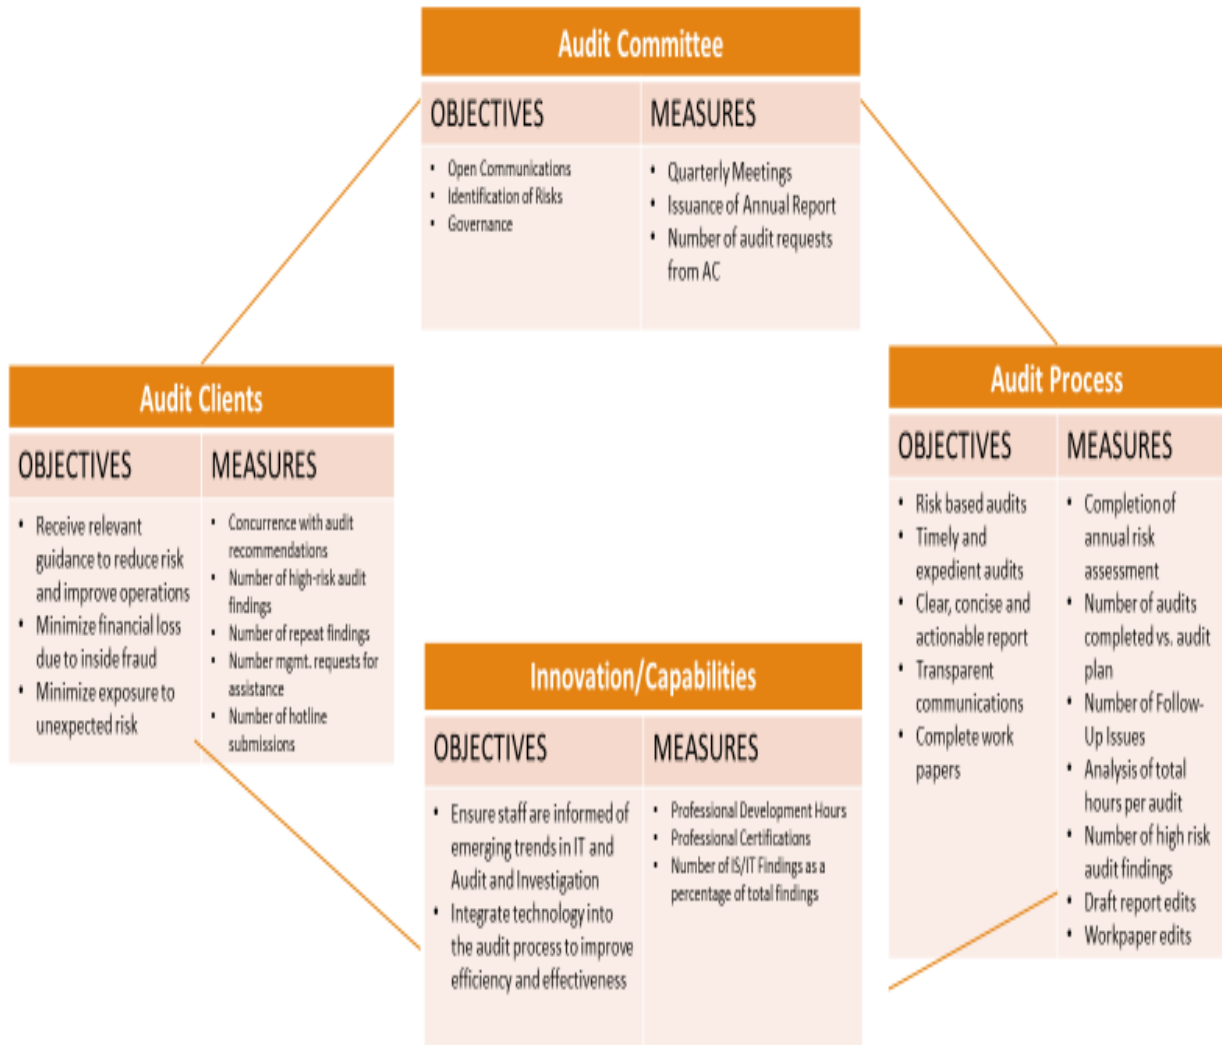 Audit Committee
OBJECTIVES
• Open Communications
• Identification of Risks
• Governance
MEASURES
• Quarterly Meetings
• Issuance of Annual Report
• Number of audit requests
from AC
Audit Clients
OBJECTIVES
• Receive relevant
guidance to reduce risk
and improve operations
• Minimize financial loss
due to inside fraud
• Minimize exposure to
unexpected risk
MEASURES
• Concurrence with audit
recommendations
• Number of high-risk audit
findings
• Number of repeat findings
• Number mgmt. requests for
assistance
• Number of hotline
submissions
Audit Process
OBJECTIVES
• Risk based audits
• Timely and
expedient audits
• Clear, concise and
actionable report
• Transparent
communications
• Complete work
papers
MEASURES
• Completion of
annual risk
assessment
• Number of audits
completed vs. audit
plan
• Number of Follow-
Up Issues
• Analysis of total
hours per audit
• Number of high risk
audit findings
• Draft report edits
• Workpaper edits
Innovation/Capabilities
OBJECTIVES
• Ensure staff are informed of
emerging trends in IT and
Audit and Investigation
• Integrate technology into
the audit process to improve
efficiency and effectiveness
MEASURES
• Professional Development Hours
• Professional Certifications
• Number of IS/IT Findings as a
percentage of total findings